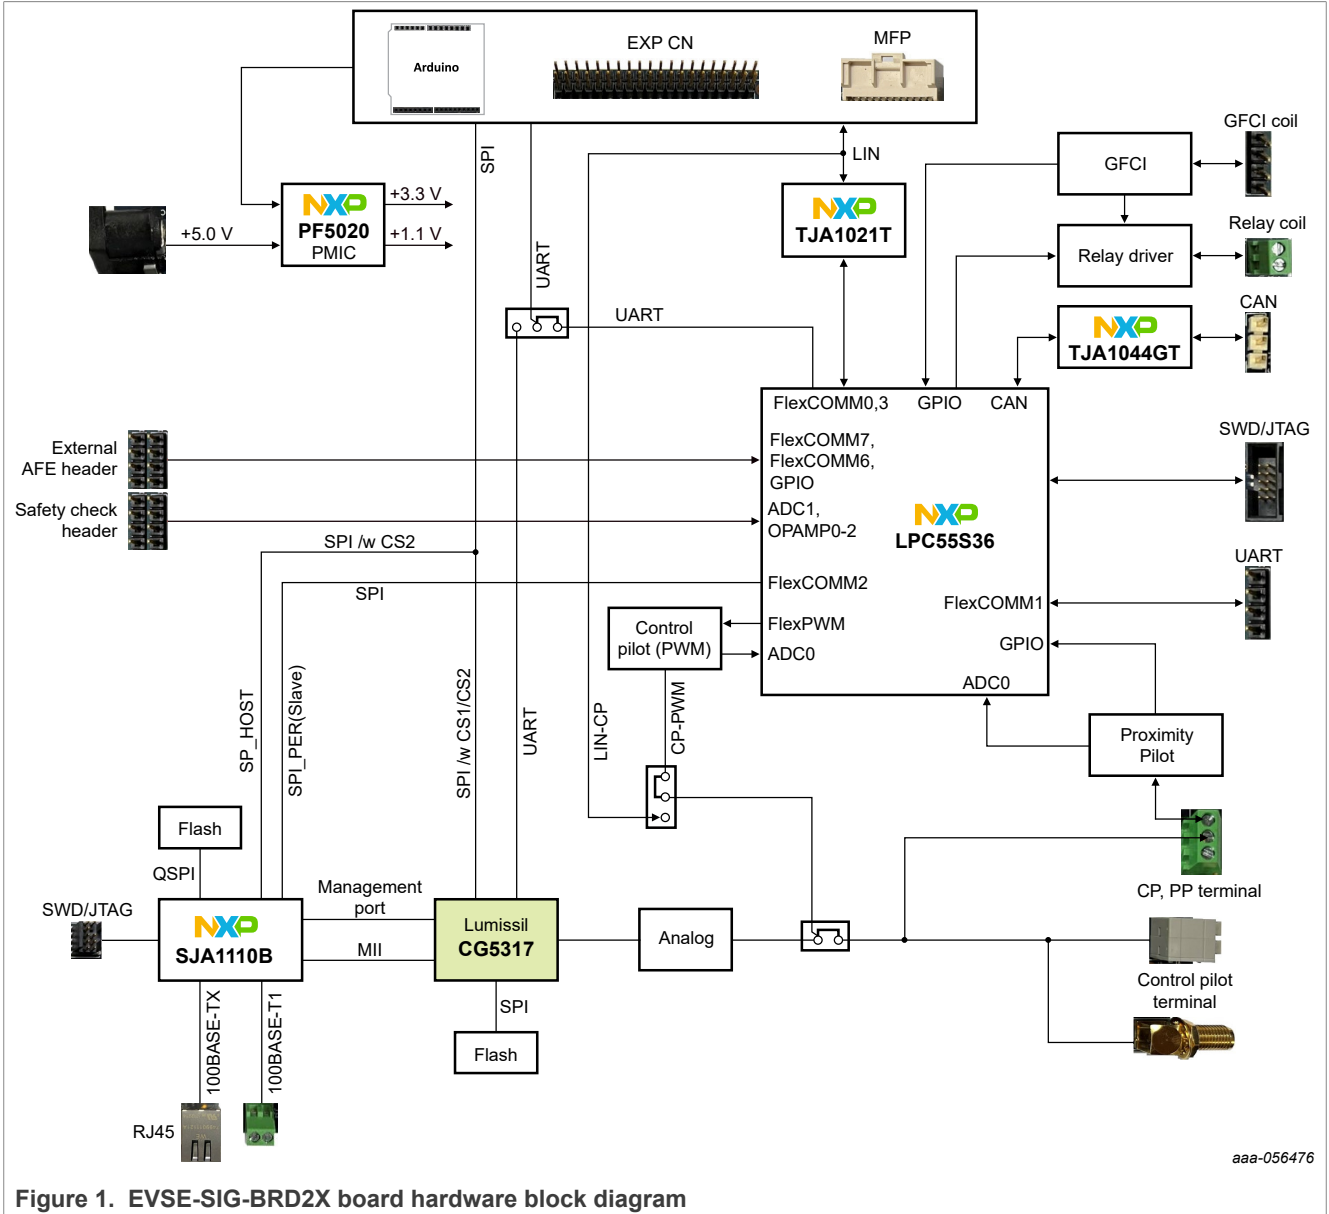 Arduino
EXP CN
MFP
GFCI coil
SPI
LIN
GFCI
NXP
PF5020
PMIC
+3.3 V
+5.0 V
+1.1 V
NXP
TJA1021T
Relay coil
UART
Relay driver
CAN
UART
NXP
TJA1044GT
FlexCOMM0,3
GPIO
CAN
External
AFE header
FlexCOMM7,
FlexCOMM6,
GPIO
SWD/JTAG
Safety check
header
ADC1,
OPAMP0-2
NXP
LPC55S36
SPI /w CS2
UART
SPI
FlexCOMM2
FlexCOMM1
Control
pilot (PWM)
FlexPWM
ADC0
GPIO
ADC0
SP_HOST
SPI_PER(Slave)
SPI /w CS1/CS2
UART
LIN-CP
CP-PWM
Proximity
Pilot
Flash
QSPI
CP, PP terminal
SWD/JTAG
NXP
SJA1110B
Management
port
MII
Lumissil
CG5317
Analog
Control pilot
terminal
100BASE-TX
100BASE-T1
SPI
Flash
RJ45
aaa-056476
Figure 1. EVSE-SIG-BRD2X board hardware block diagram